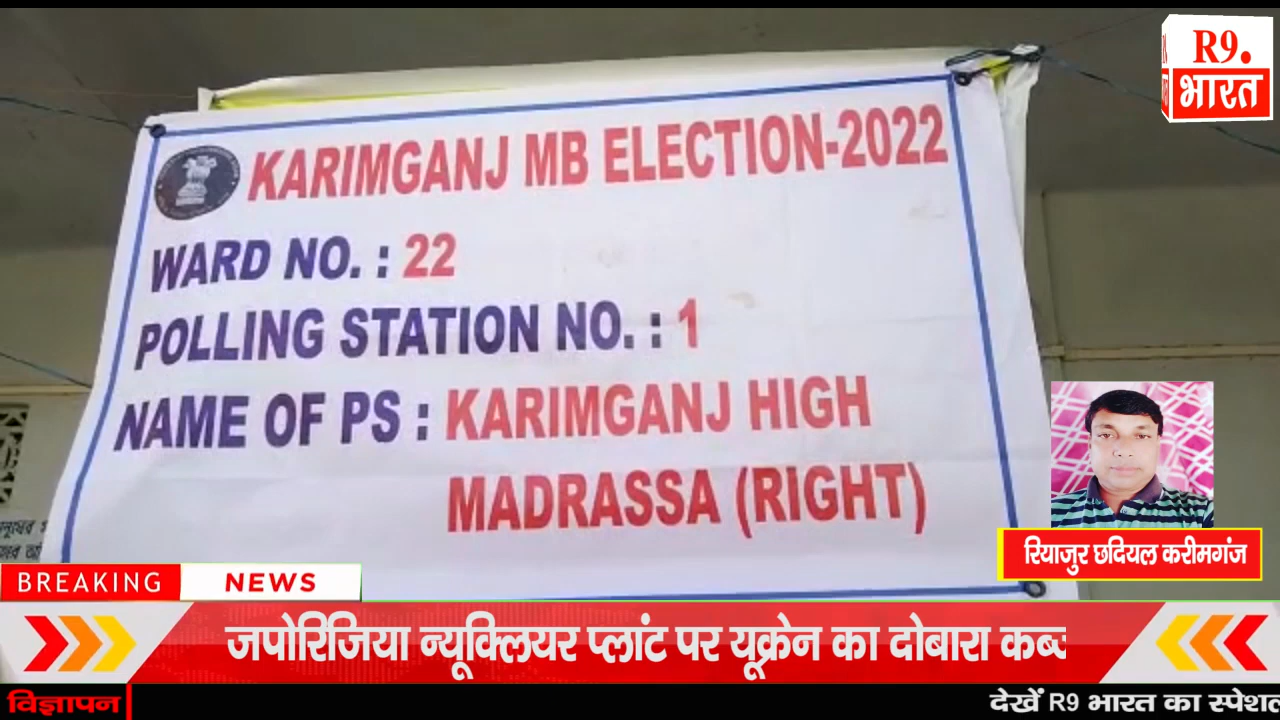 R9.
भारत
KARIMGANJ MB ELECTION-2022
WARD NO. : 22
POLLING STATION NO. : 1
NAME OF PS : KARIMGANJ HIGH
MADRASSA (RIGHT)
रियाजुर छदियल करीमगंज
BREAKING NEWS
जपोरिजिया न्यूक्लियर प्लांट पर यूक्रेन का दोबारा
विज्ञापन
देखें R9 भारत का